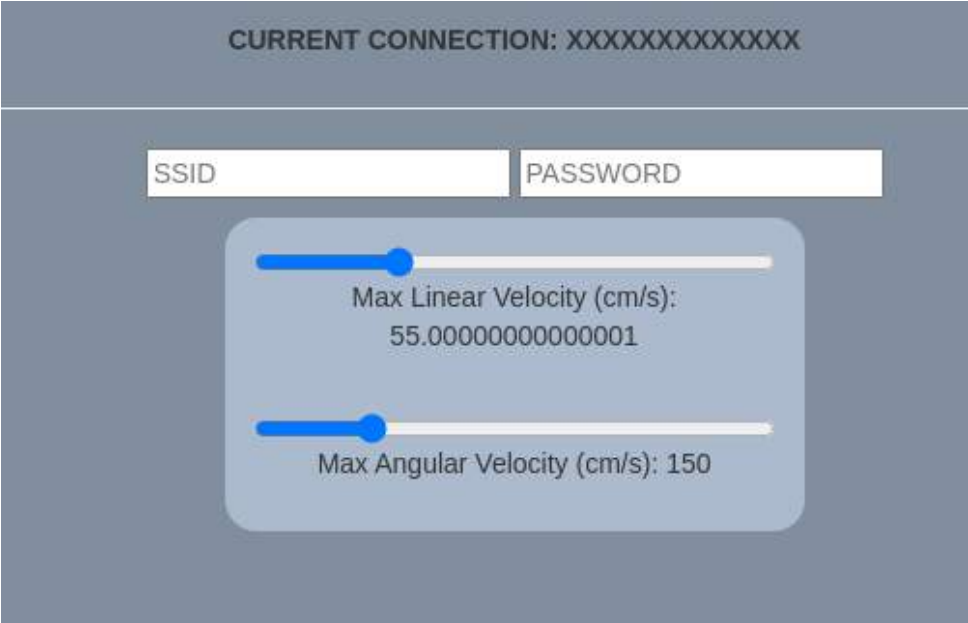 CURRENT CONNECTION: XXXXXXXXXXXXX
SSID PASSWORD
Max Linear Velocity (cm/s):
55.00000000000001
Max Angular Velocity (cm/s): 150